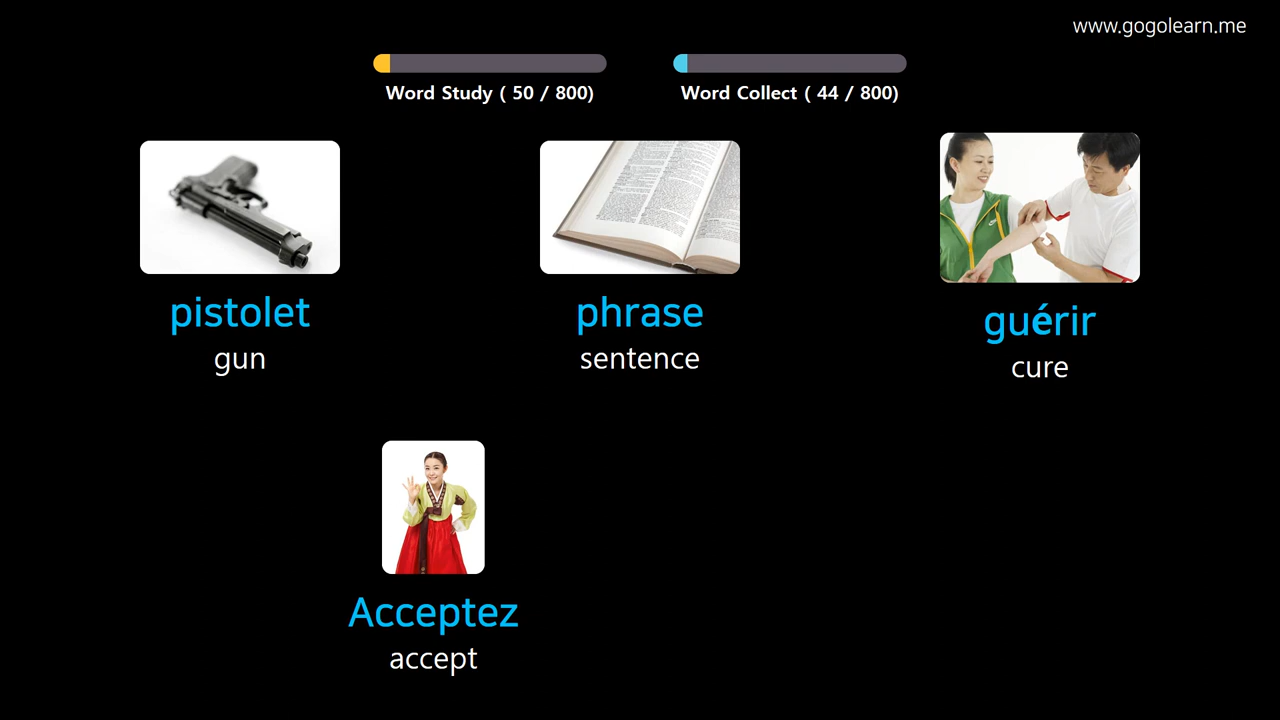 www.gogolearn.me
Word Study ( 50 / 800)
Word Collect ( 44 / 800)
pistolet
gun
phrase
sentence
guérir
cure
Acceptez
accept